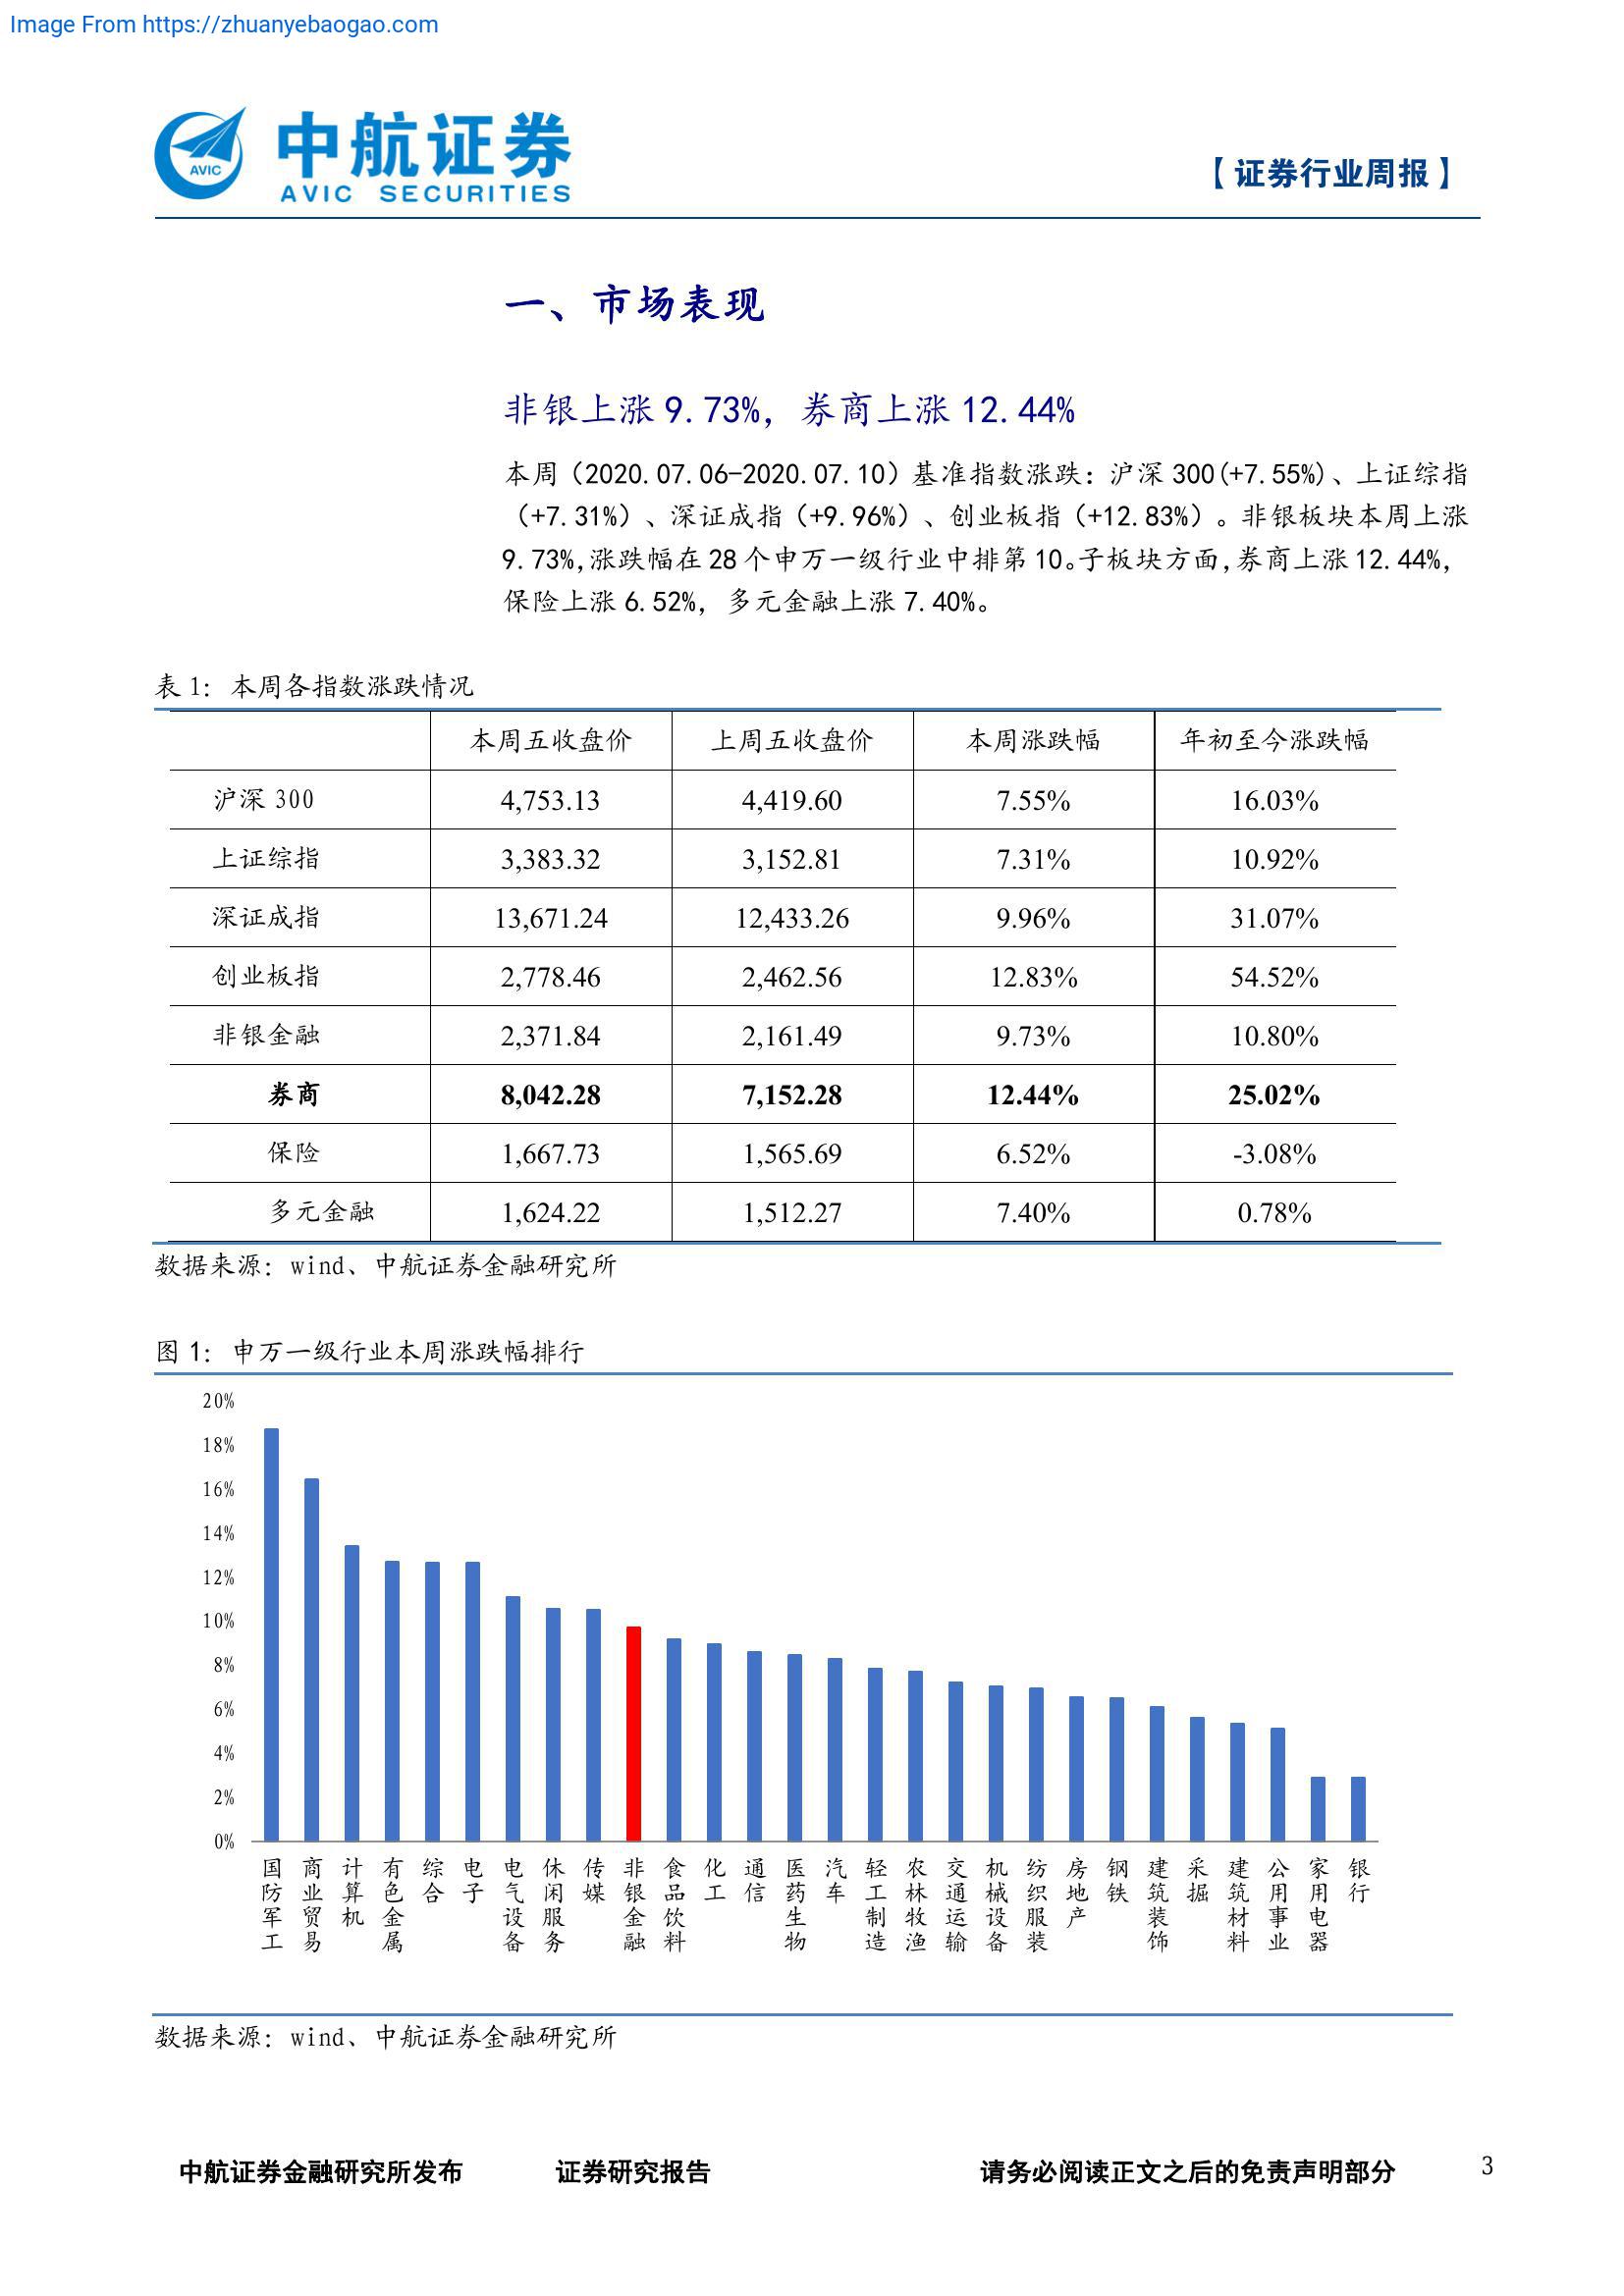 Image From https://zhuanyebaogao.com
AVIC
中航证券
AVIC SECURITIES
【证券行业周报】
一、市场表现
非银上涨 9.73%，券商上涨 12.44%
本周（2020.07.06-2020.07.10）基准指数涨跌：沪深 300(+7.55%)、上证综指
（+7.31%）、深证成指（+9.96%）、创业板指（+12.83%）。非银板块本周上涨
9.73%,涨跌幅在 28 个申万一级行业中排第 10。子板块方面,券商上涨 12.44%,
保险上涨 6.52%, 多元金融上涨 7.40%。
表 1: 本周各指数涨跌情况
本周五收盘价 上周五收盘价 本周涨跌幅 年初至今涨跌幅
沪深 300 4,753.13 4,419.60 7.55% 16.03%
上证综指 3,383.32 3,152.81 7.31% 10.92%
深证成指 13,671.24 12,433.26 9.96% 31.07%
创业板指 2,778.46 2,462.56 12.83% 54.52%
非银金融 2,371.84 2,161.49 9.73% 10.80%
券商 8,042.28 7,152.28 12.44% 25.02%
保险 1,667.73 1,565.69 6.52% -3.08%
多元金融 1,624.22 1,512.27 7.40% 0.78%
数据来源: wind、中航证券金融研究所
图 1: 申万一级行业本周涨跌幅排行
20%
18%
16%
14%
12%
10%
8%
6%
4%
2%
0%
国防军工
商业贸易
计算机
有色金属
综合
电子
电气设备
休闲服务
传媒
非银金融
食品饮料
化工
通信
医药生物
汽车
轻工制造
农林牧渔
交通运输
机械设备
纺织服装
房地产
钢铁
建筑装饰
采掘
建筑材料
公用事业
家用电器
银行
数据来源: wind、中航证券金融研究所
中航证券金融研究所发布 证券研究报告 请务必阅读正文之后的免责声明部分 3